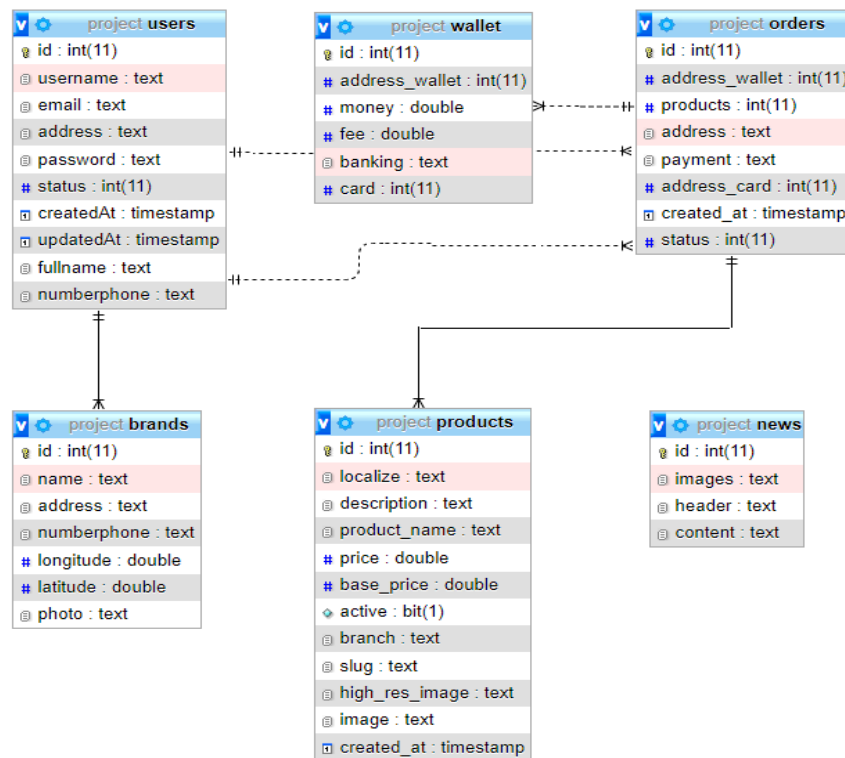 project users
id : int(11)
username : text
email : text
address : text
password : text
status : int(11)
createdAt : timestamp
updatedAt : timestamp
fullname : text
numberphone : text
project wallet
id : int(11)
address_wallet : int(11)
money : double
fee : double
banking : text
card : int(11)
project orders
id : int(11)
address_wallet : int(11)
products : int(11)
address : text
payment : text
address_card : int(11)
created_at : timestamp
status : int(11)
project brands
id : int(11)
name : text
address : text
numberphone : text
longitude : double
latitude : double
photo : text
project products
id : int(11)
localize : text
description : text
product_name : text
price : double
base_price : double
active : bit(1)
branch : text
slug : text
high_res_image : text
image : text
created_at : timestamp
project news
id : int(11)
images : text
header : text
content : text